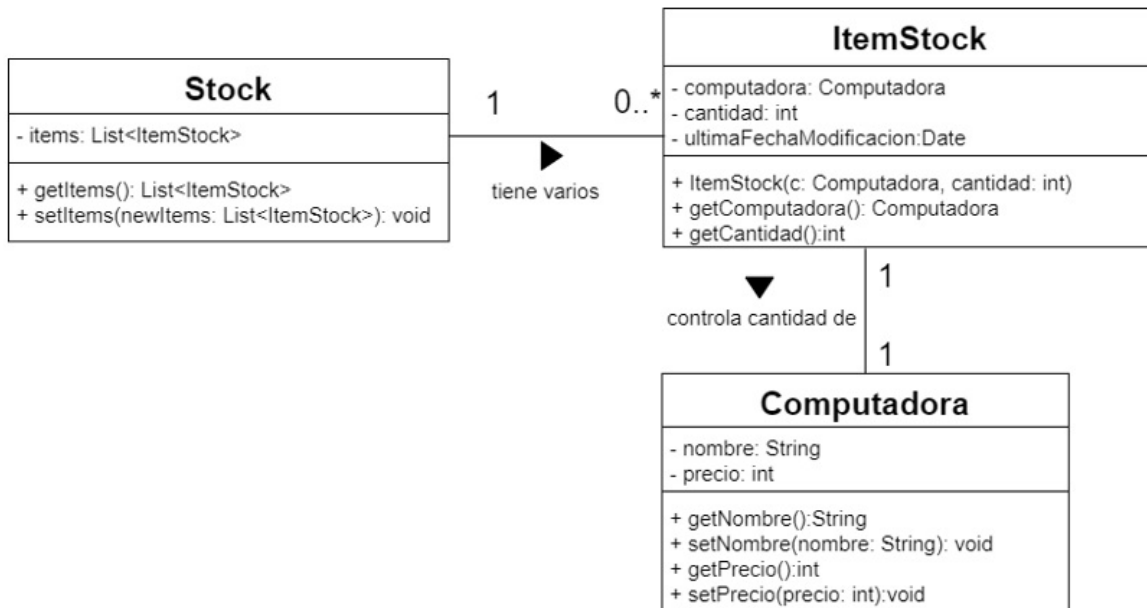 Stock
- items: List<ItemStock>
+ getItems(): List<ItemStock>
+ setItems(newItems: List<ItemStock>): void
1
0..*
tiene varios
ItemStock
- computadora: Computadora
- cantidad: int
- ultimaFechaModificacion:Date
+ ItemStock(c: Computadora, cantidad: int)
+ getComputadora(): Computadora
+ getCantidad():int
1
controla cantidad de
1
Computadora
- nombre: String
- precio: int
+ getNombre():String
+ setNombre(nombre: String): void
+ getPrecio():int
+ setPrecio(precio: int):void